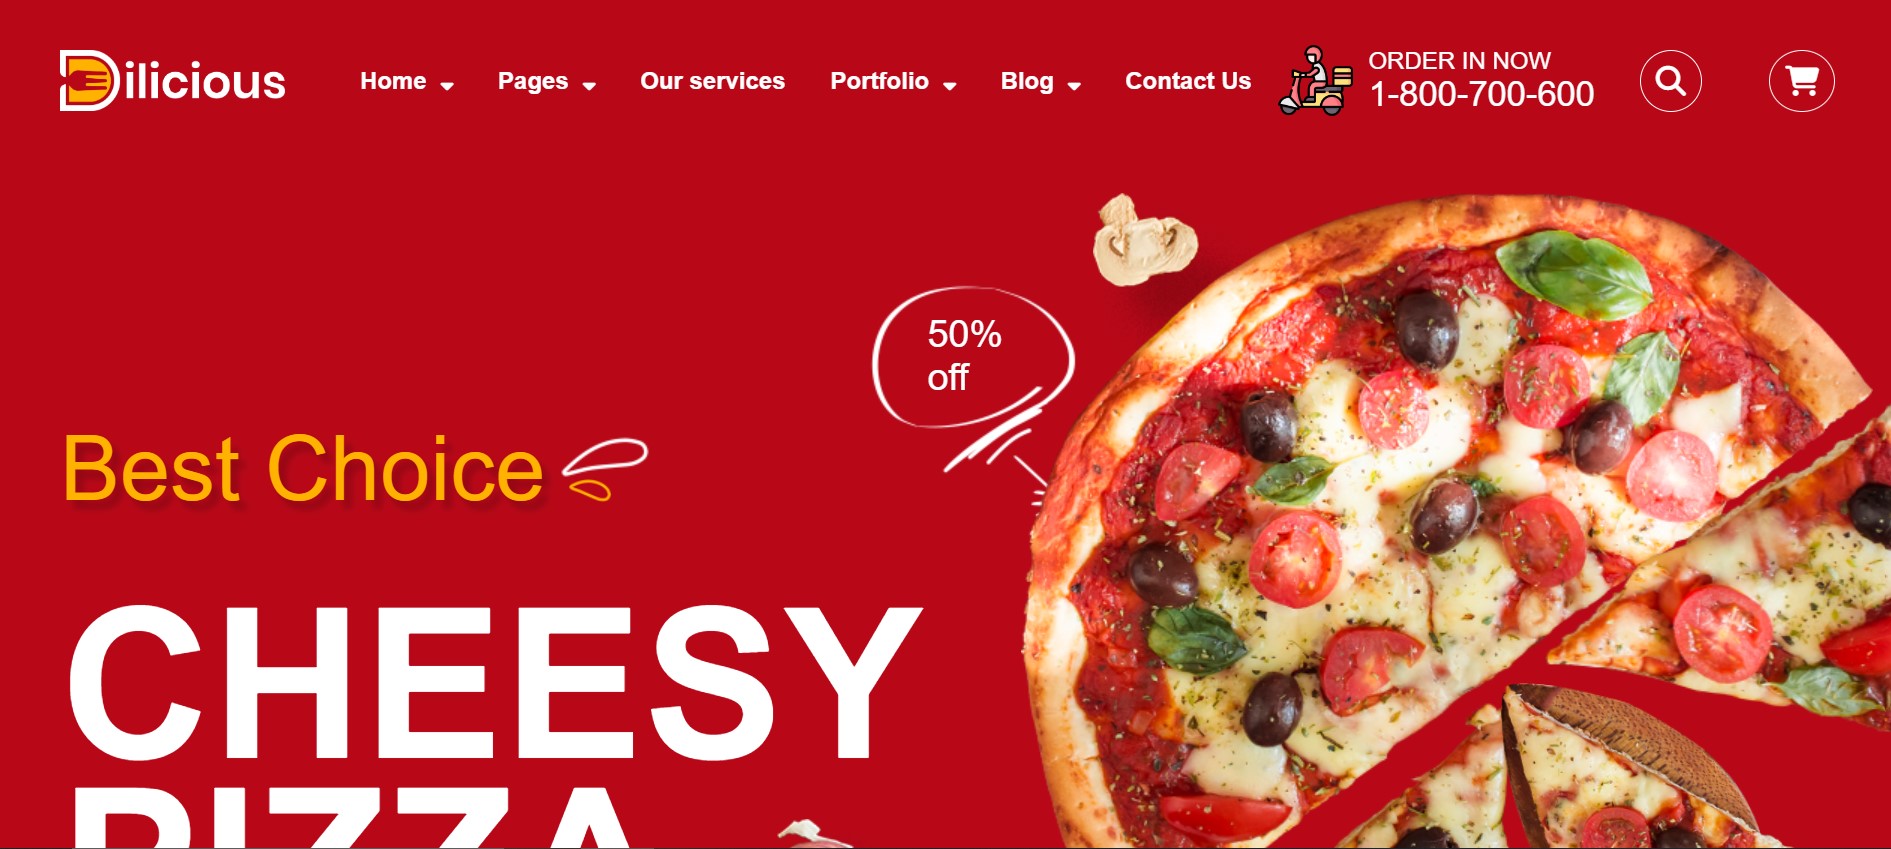 Dilicious
Home
Pages
Our services
Portfolio
Blog
Contact Us
ORDER IN NOW
1-800-700-600
50%
off
Best Choice
CHEESY
PIZZA